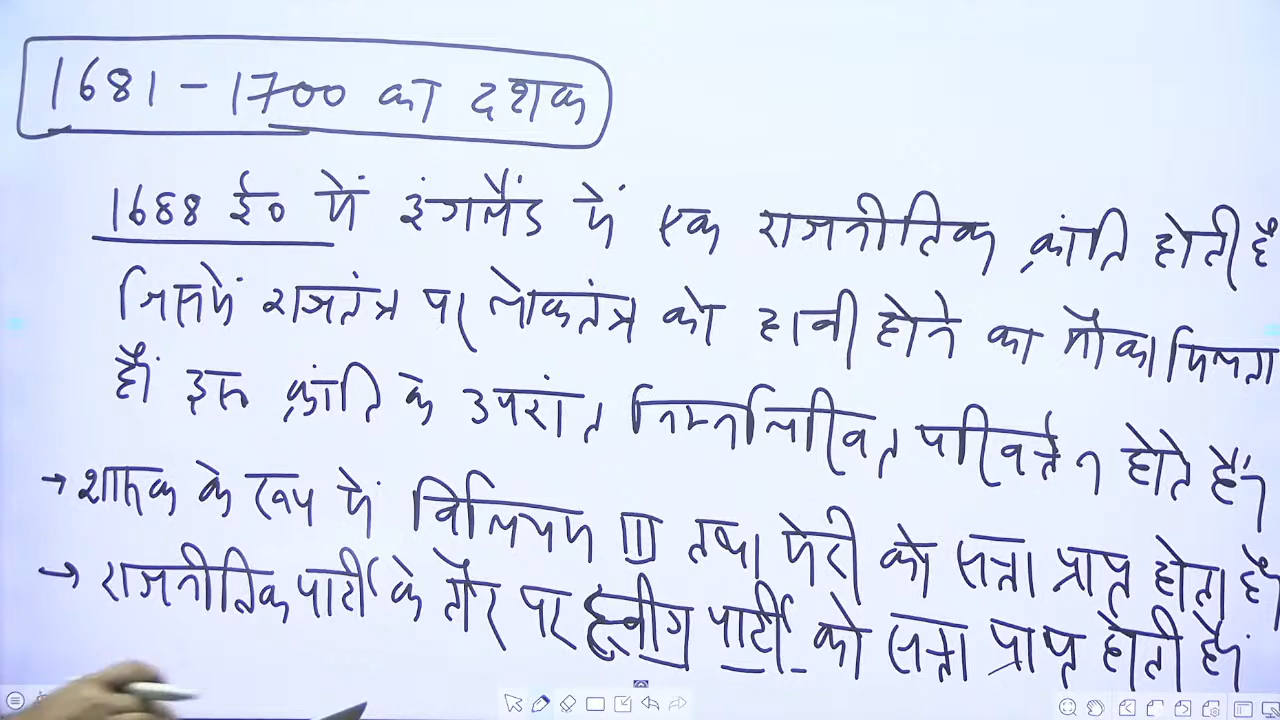 1681 - 1700 का दशक
1688 ई० में इंगलैंड में एक राजनीतिक क्रांति होती है
जिसमें राजतंत्र पर लोकतंत्र को हावी होने का मौका मिलता
है। इस क्रांति के उपरांत निम्नलिखित परिवर्तन होते हैं-
→ शासक के रूप में विलियम III तथा मेरी को सत्ता प्राप्त होता है
→ राजनीतिक पार्टी के तौर पर ह्वीग पार्टी को सत्ता प्राप्त होती है।